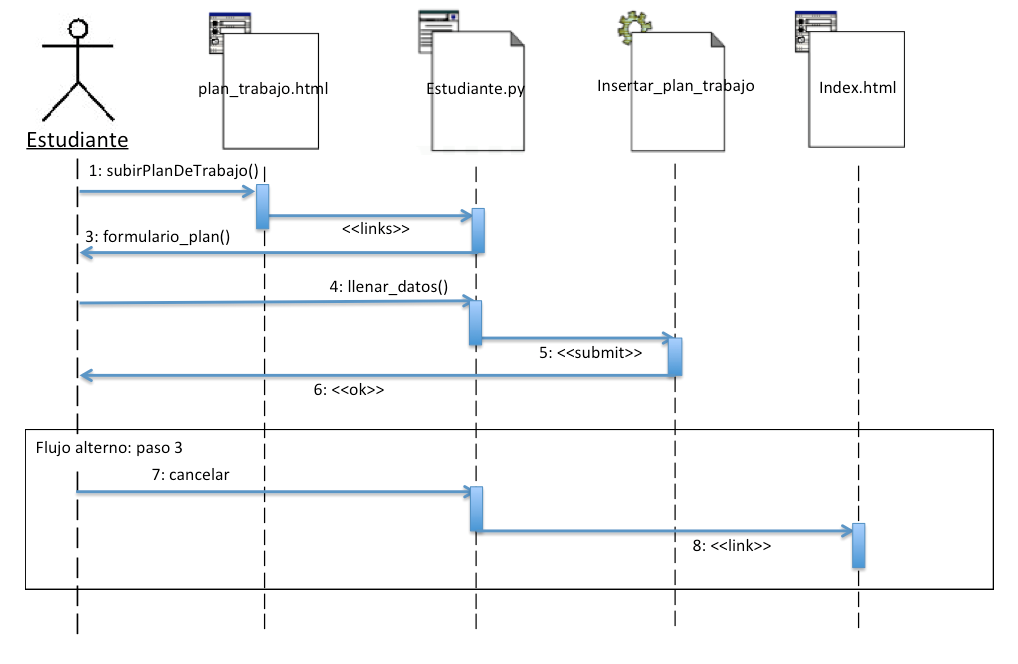 Estudiante
plan_trabajo.html
Estudiante.py
Insertar_plan_trabajo
Index.html
1: subirPlanDeTrabajo()
<<links>>
3: formulario_plan()
4: llenar_datos()
5: <<submit>>
6: <<ok>>
Flujo alterno: paso 3
7: cancelar
8: <<link>>